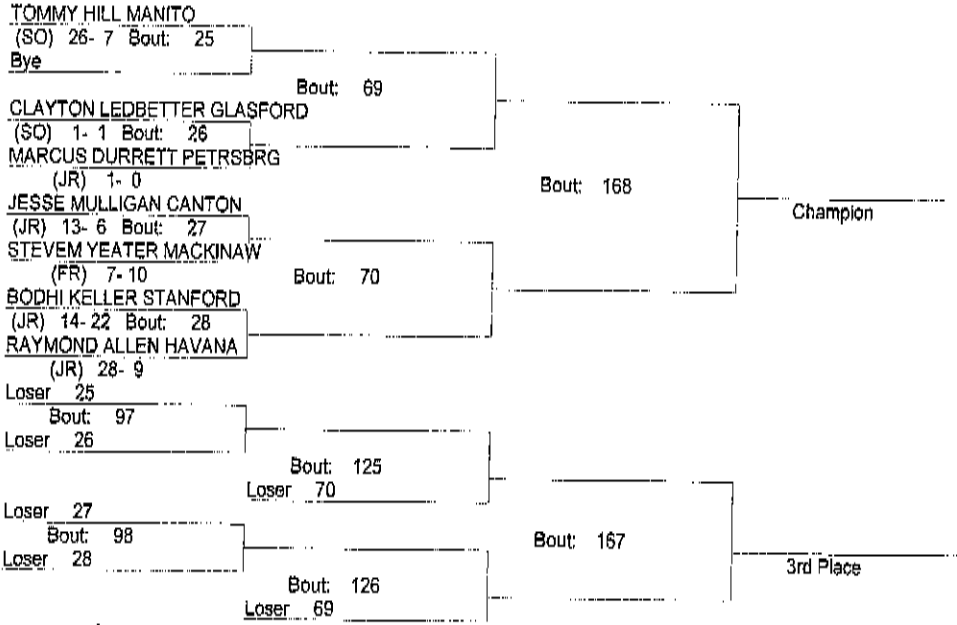 TOMMY HILL MANITO
(SO) 26- 7 Bout: 25
Bye
Bout: 69
CLAYTON LEDBETTER GLASFORD
(SO) 1- 1 Bout: 26
MARCUS DURRETT PETRSBRG
(JR) 1- 0
Bout: 168
JESSE MULLIGAN CANTON
(JR) 13- 6 Bout: 27
Champion
STEVEM YEATER MACKINAW
(FR) 7- 10
Bout: 70
BODHI KELLER STANFORD
(JR) 14- 22 Bout: 28
RAYMOND ALLEN HAVANA
(JR) 28- 9
Loser 25
Bout: 97
Loser 26
Bout: 125
Loser 70
Loser 27
Bout: 98
Bout: 167
Loser 28
3rd Place
Bout: 126
Loser 69